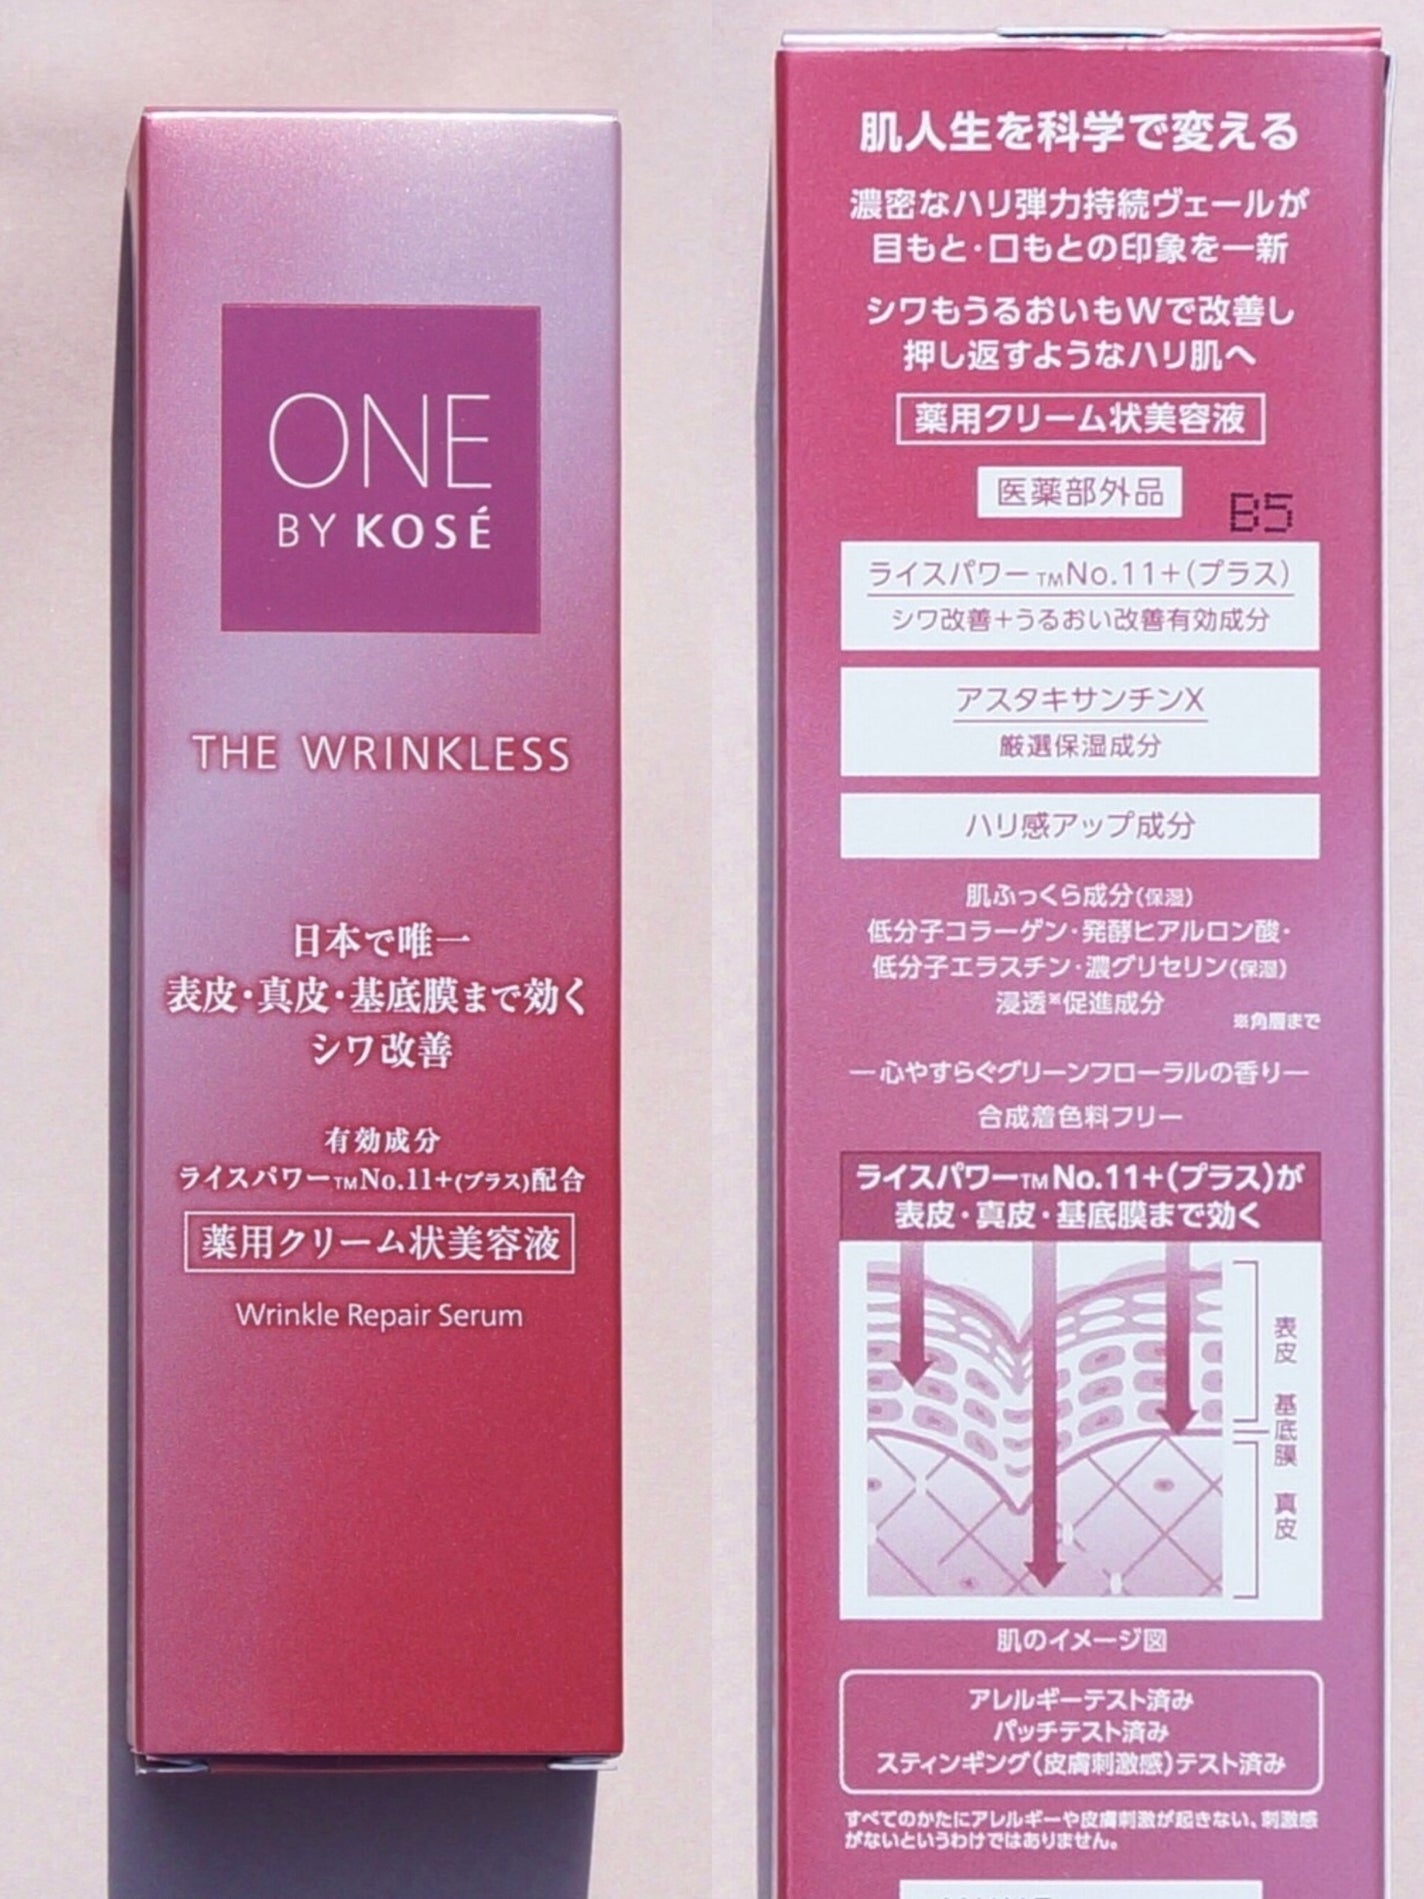 ONE
BY KOSÉ
THE WRINKLESS
日本で唯一
表皮・真皮・基底膜まで効く
シワ改善
有効成分
ライスパワー™No.11+(プラス)配合
薬用クリーム状美容液
Wrinkle Repair Serum
肌人生を科学で変える
濃密なハリ弾力持続ヴェールが
目もと・口もとの印象を一新
シワもうるおいもWで改善し
押し返すようなハリ肌へ
薬用クリーム状美容液
医薬部外品
B5
ライスパワー™No.11+(プラス)
シワ改善+うるおい改善有効成分
アスタキサンチンX
厳選保湿成分
ハリ感アップ成分
肌ふっくら成分(保湿)
低分子コラーゲン・発酵ヒアルロン酸・
低分子エラスチン・濃グリセリン(保湿)
浸透※促進成分
※角層まで
―心やすらぐグリーンフローラルの香り―
合成着色料フリー
ライスパワー™No.11+(プラス)が
表皮・真皮・基底膜まで効く
表皮
基底膜
真皮
肌のイメージ図
アレルギーテスト済み
パッチテスト済み
スティンギング(皮膚刺激感)テスト済み
すべてのかたにアレルギーや皮膚刺激が起きない、刺激感
がないというわけではありません。